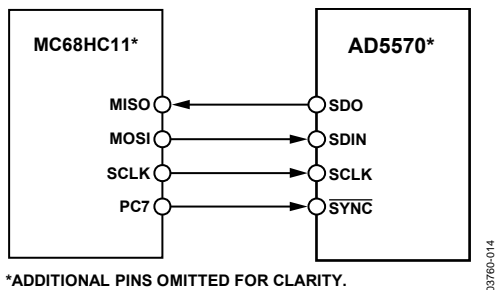 MC68HC11*
AD5570*
MISO
SDO
MOSI
SDIN
SCLK
SCLK
PC7
SYNC
*ADDITIONAL PINS OMITTED FOR CLARITY.
03760-014